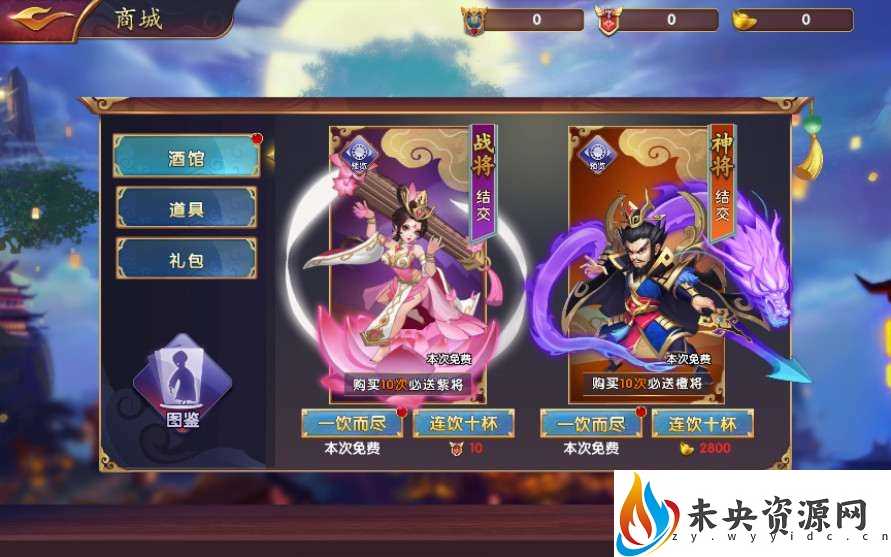 商城
0
0
0
酒馆
道具
礼包
图鉴
预览
战将
结交
本次免费
购买10次必送紫将
一饮而尽
连饮十杯
本次免费
10
预览
神将
结交
本次免费
购买10次必送橙将
一饮而尽
连饮十杯
本次免费
2800
未央资源网
zy.wyyidc.cn